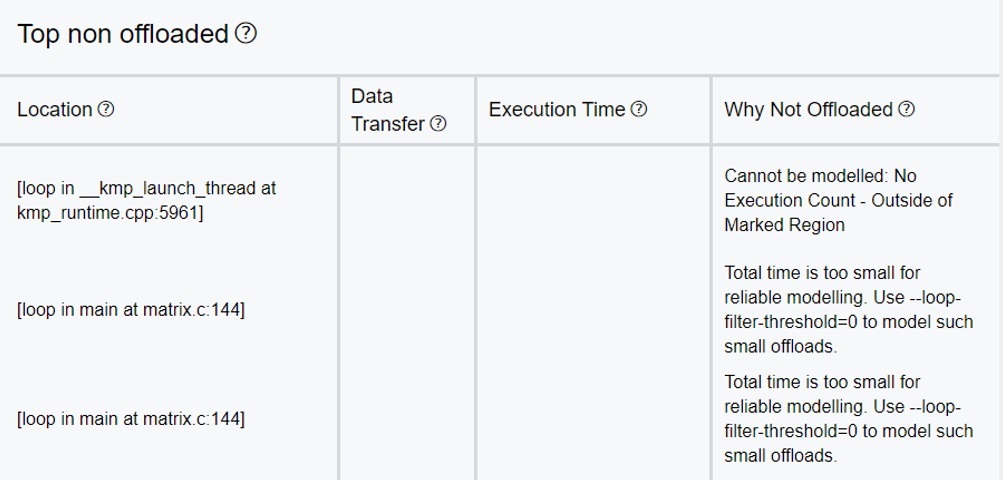 Top non offloaded
Location
Data
Transfer
Execution Time
Why Not Offloaded
[loop in __kmp_launch_thread at
kmp_runtime.cpp:5961]
Cannot be modelled: No
Execution Count - Outside of
Marked Region
[loop in main at matrix.c:144]
Total time is too small for
reliable modelling. Use --loop-
filter-threshold=0 to model such
small offloads.
[loop in main at matrix.c:144]
Total time is too small for
reliable modelling. Use --loop-
filter-threshold=0 to model such
small offloads.